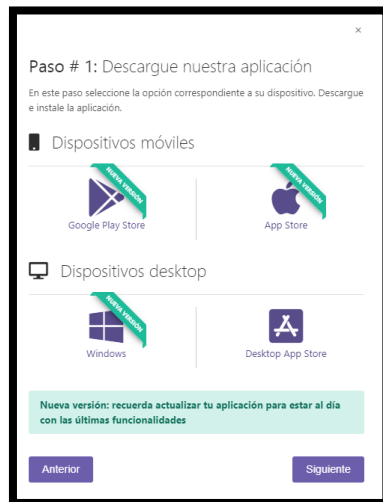 ×
Paso # 1: Descargue nuestra aplicación
En este paso seleccione la opción correspondiente a su dispositivo. Descargue
e instale la aplicación.
Dispositivos móviles
NUEVA VERSIÓN
NUEVA VERSIÓN
Google Play Store
App Store
Dispositivos desktop
NUEVA VERSIÓN
Windows
Desktop App Store
Nueva versión: recuerda actualizar tu aplicación para estar al día
con las últimas funcionalidades
Anterior
Siguiente